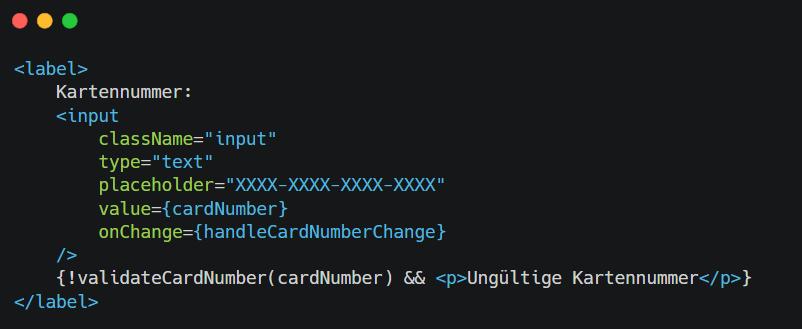 <label>
    Kartennummer:
    <input
        className="input"
        type="text"
        placeholder="XXXX-XXXX-XXXX-XXXX"
        value={cardNumber}
        onChange={handleCardNumberChange}
    />
    {!validateCardNumber(cardNumber) && <p>Ungültige Kartennummer</p>}
</label>